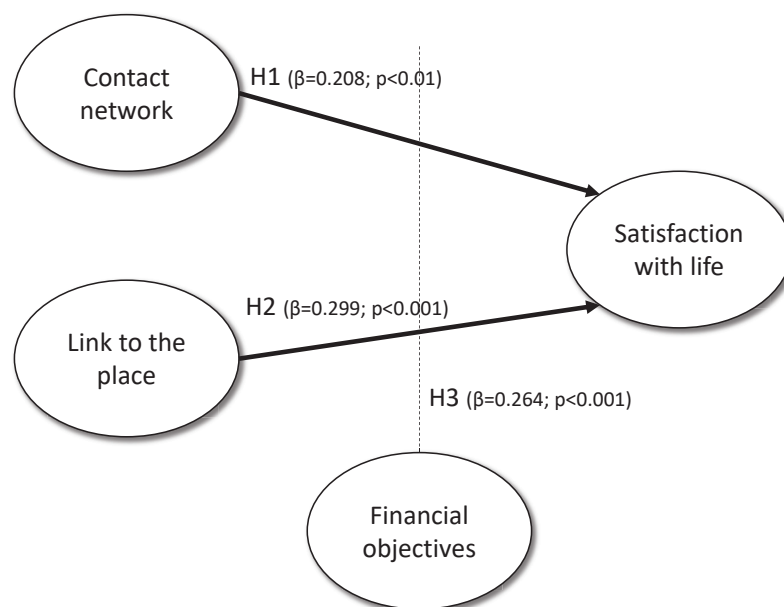 Contact
network
H1 (β=0.208; p<0.01)
Satisfaction
with life
H2 (β=0.299; p<0.001)
Link to the
place
H3 (β=0.264; p<0.001)
Financial
objectives